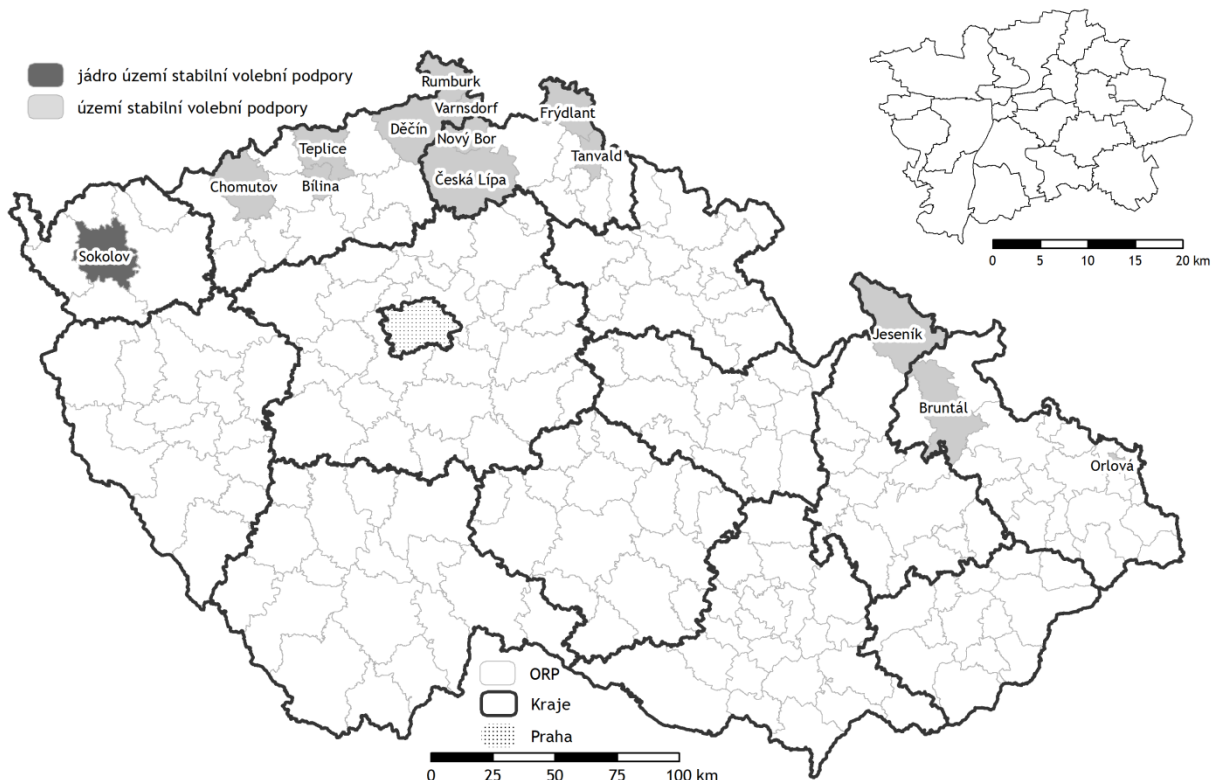 jádro území stabilní volební podpory
území stabilní volební podpory
Rumburk
Varnsdorf
Děčín
Nový Bor
Česká Lípa
Frýdlant
Tanvald
Teplice
Bílina
Chomutov
Sokolov
0 5 10 15 20 km
Jeseník
Bruntál
Orlová
ORP
Kraje
Praha
0 25 50 75 100 km